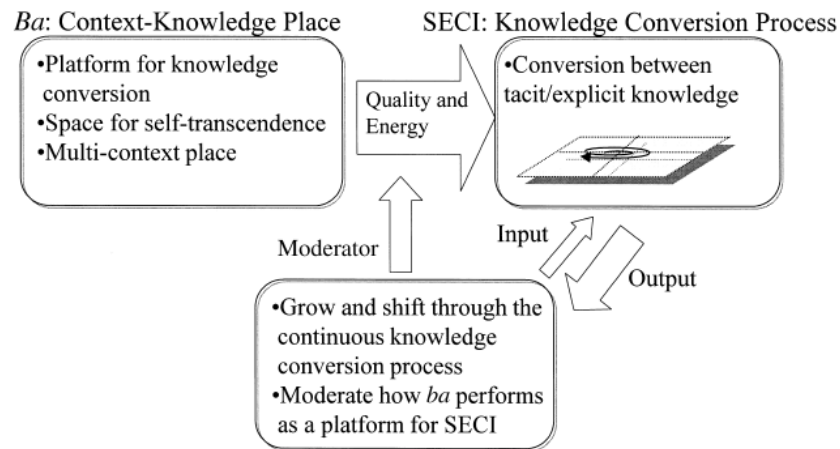 Ba: Context-Knowledge Place
SECI: Knowledge Conversion Process
•Platform for knowledge
conversion
•Space for self-transcendence
•Multi-context place
Quality and
Energy
•Conversion between
tacit/explicit knowledge
Moderator
Input
Output
•Grow and shift through the
continuous knowledge
conversion process
•Moderate how ba performs
as a platform for SECI